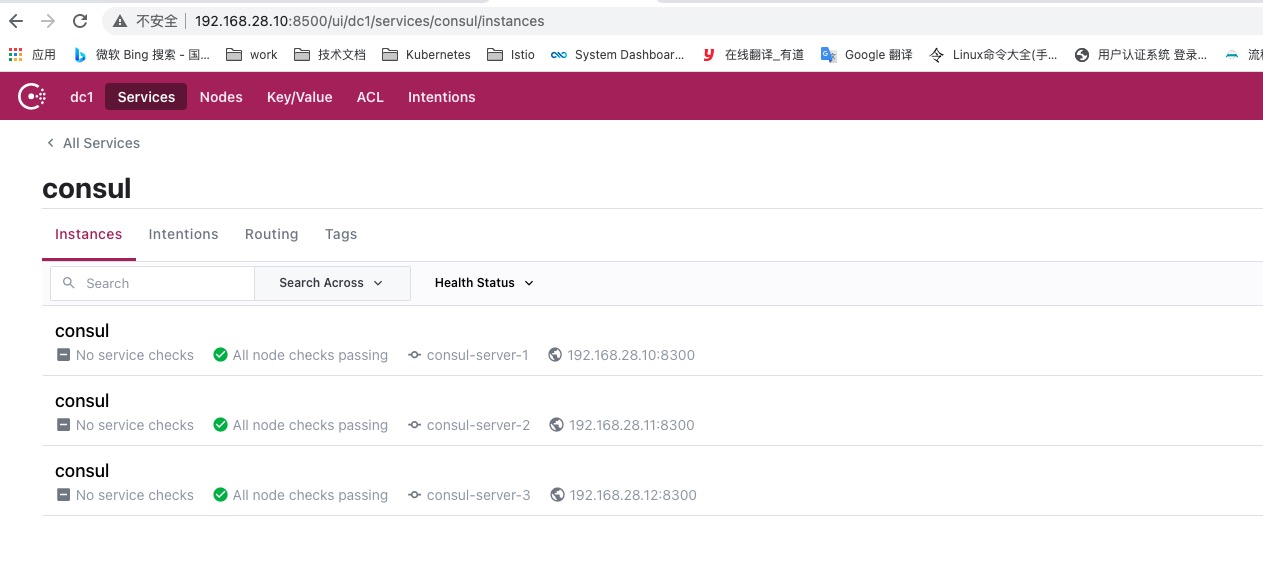 不安全 192.168.28.10:8500/ui/dc1/services/consul/instances
应用 微软 Bing 搜索 - 国... work 技术文档 Kubernetes Istio System Dashboar... 在线翻译_有道 Google 翻译 Linux命令大全(手... 用户认证系统 登录... 流程
dc1 Services Nodes Key/Value ACL Intentions
All Services
consul
Instances Intentions Routing Tags
Search Search Across Health Status
consul
No service checks All node checks passing consul-server-1 192.168.28.10:8300
consul
No service checks All node checks passing consul-server-2 192.168.28.11:8300
consul
No service checks All node checks passing consul-server-3 192.168.28.12:8300